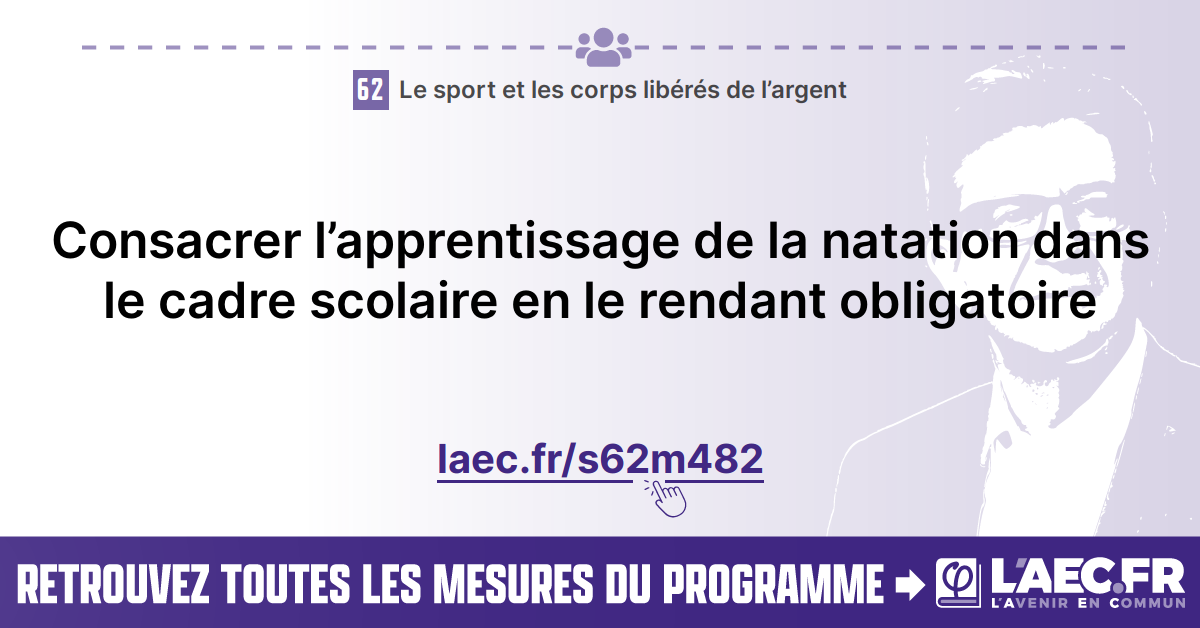 62 Le sport et les corps libérés de l’argent
Consacrer l’apprentissage de la natation dans
le cadre scolaire en le rendant obligatoire
laec.fr/s62m482
RETROUVEZ TOUTES LES MESURES DU PROGRAMME
L'AEC.FR
L'AVENIR EN COMMUN